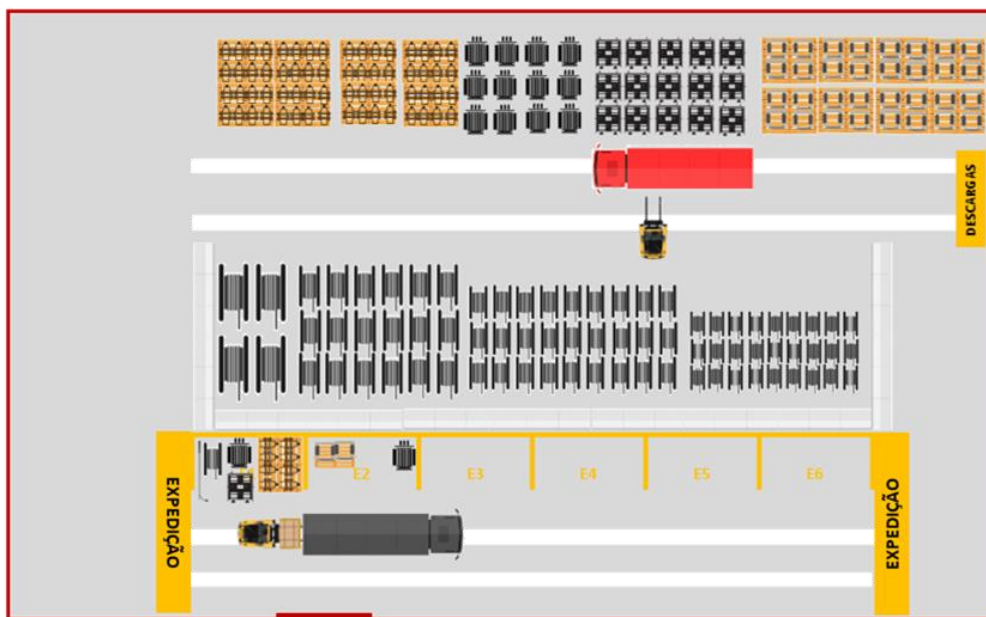 DESCARGAS
EXPEDIÇÃO
E2
E3
E4
E5
E6
EXPEDIÇÃO